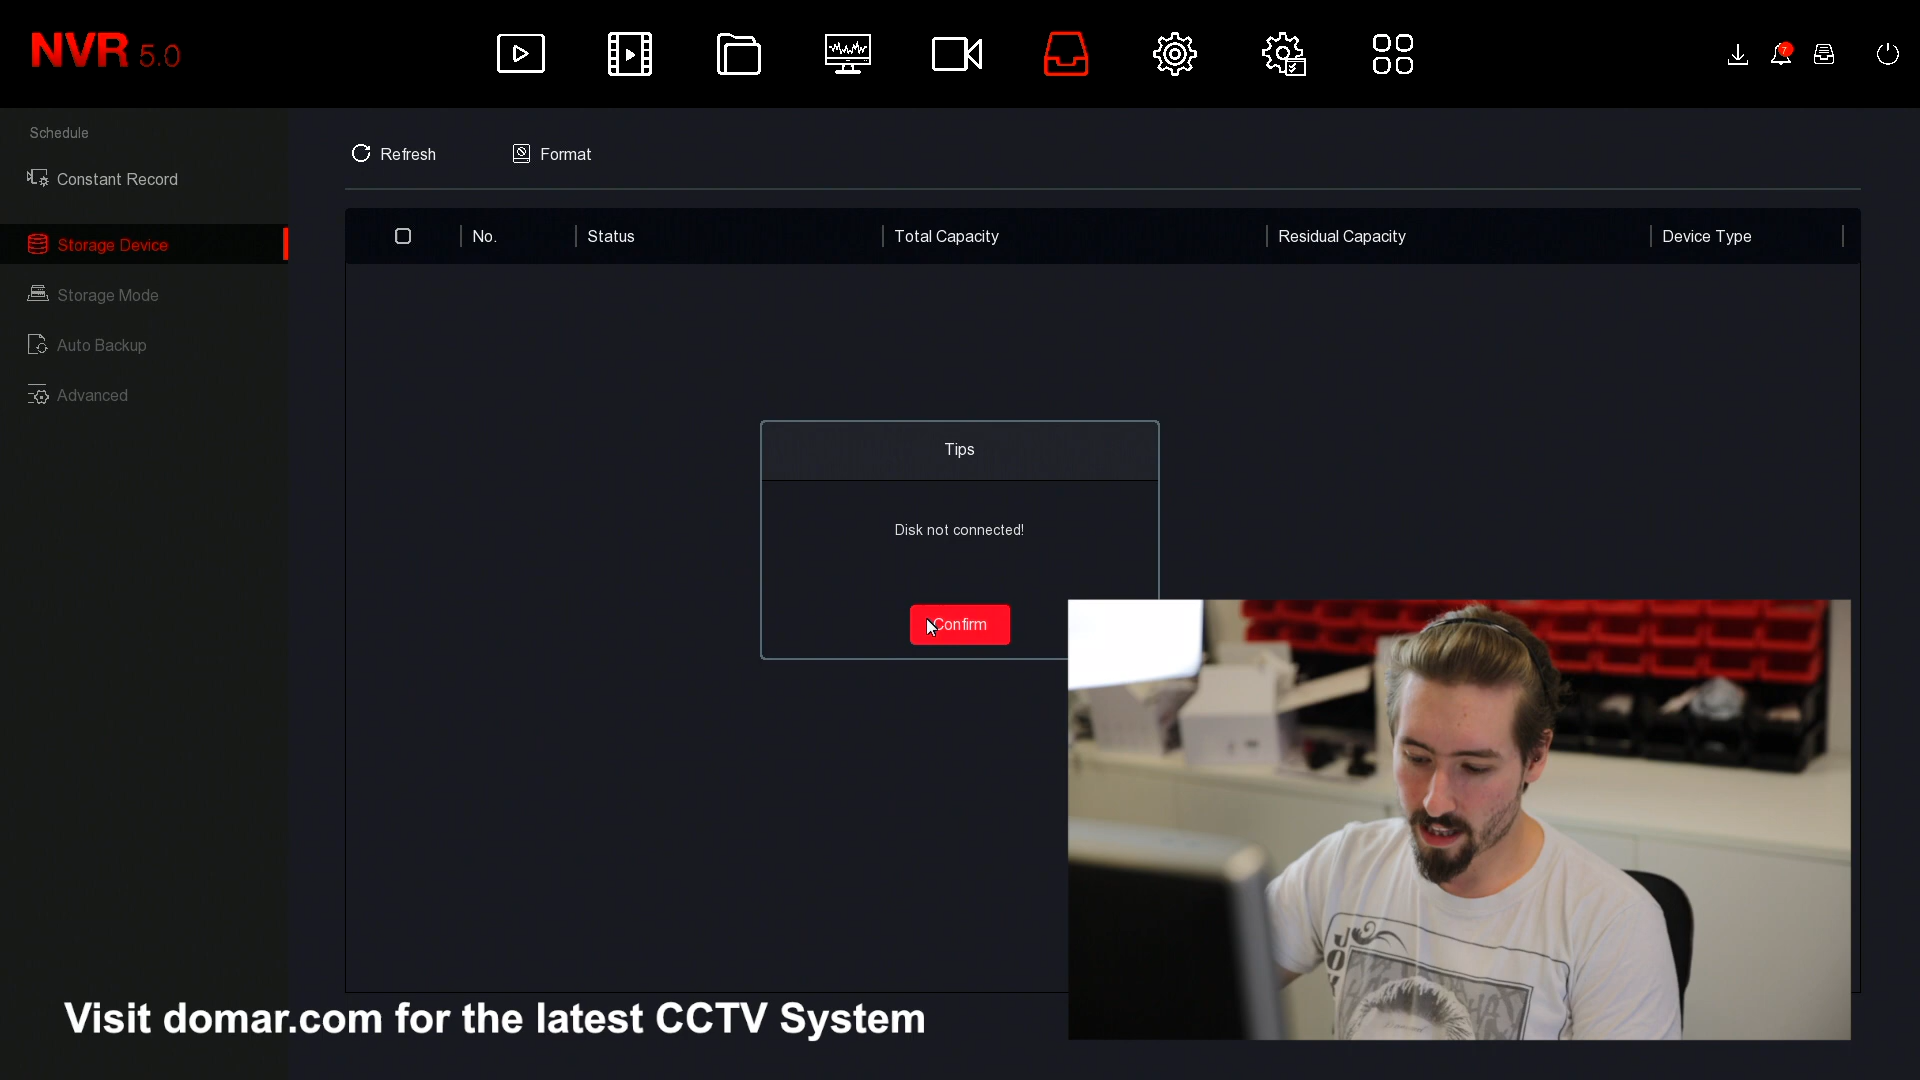 NVR 5.0
7
Schedule
Constant Record
Storage Device
Storage Mode
Auto Backup
Advanced
Refresh
Format
No.
Status
Total Capacity
Residual Capacity
Device Type
Tips
Disk not connected!
Confirm
Visit domar.com for the latest CCTV System